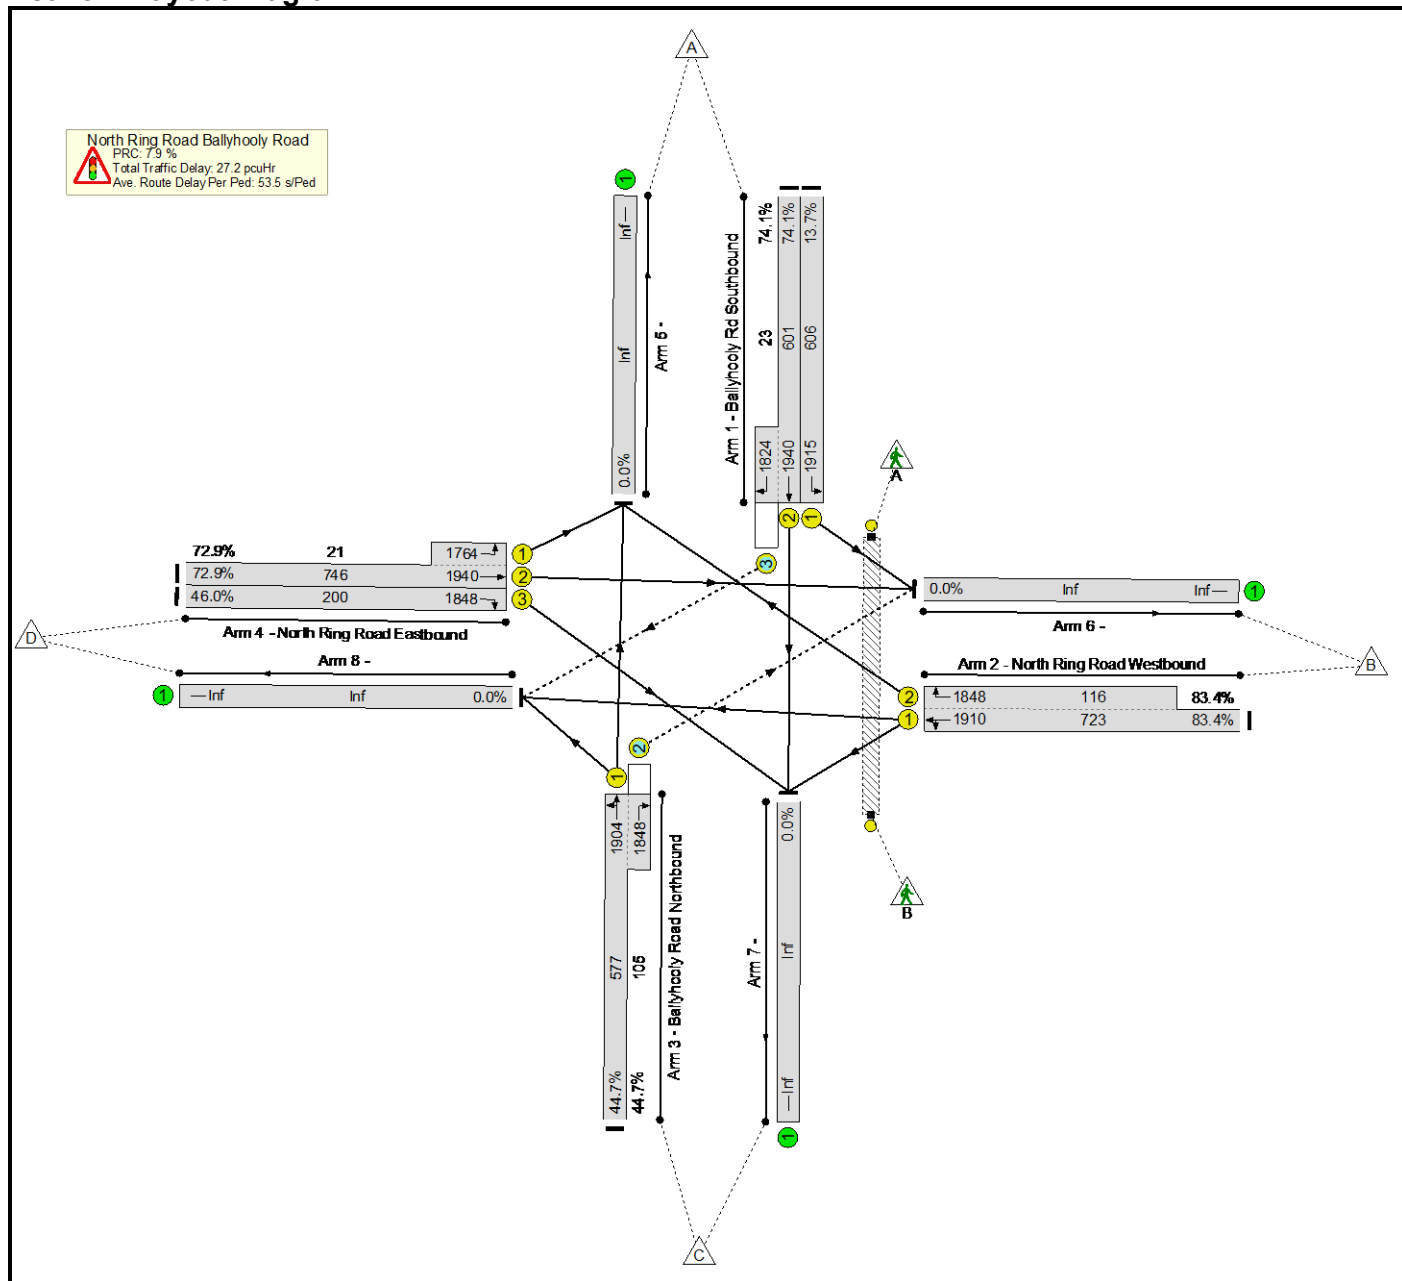 A
North Ring Road Ballyhooly Road
PRC: 7.9 %
Total Traffic Delay: 27.2 pcuHr
Ave. Route Delay Per Ped: 53.5 s/Ped
1
Inf
Inf
0.0%
Arm 5 -
Arm 1 - Ballyhooly Rd Southbound
74.1%
23
1824
74.1%
601
1940
13.7%
606
1915
3
2
1
A
72.9% 21 1764 1
72.9% 746 1940 2
46.0% 200 1848 3
Arm 4 - North Ring Road Eastbound
D
Arm 8 -
1 Inf Inf 0.0%
0.0% Inf Inf 1
Arm 6 -
B
Arm 2 - North Ring Road Westbound
2 1848 116 83.4%
1 1910 723 83.4%
1
2
1904
577
44.7%
1848
105
44.7%
Arm 3 - Ballyhooly Road Northbound
Arm 7 -
0.0%
Inf
Inf
1
B
C